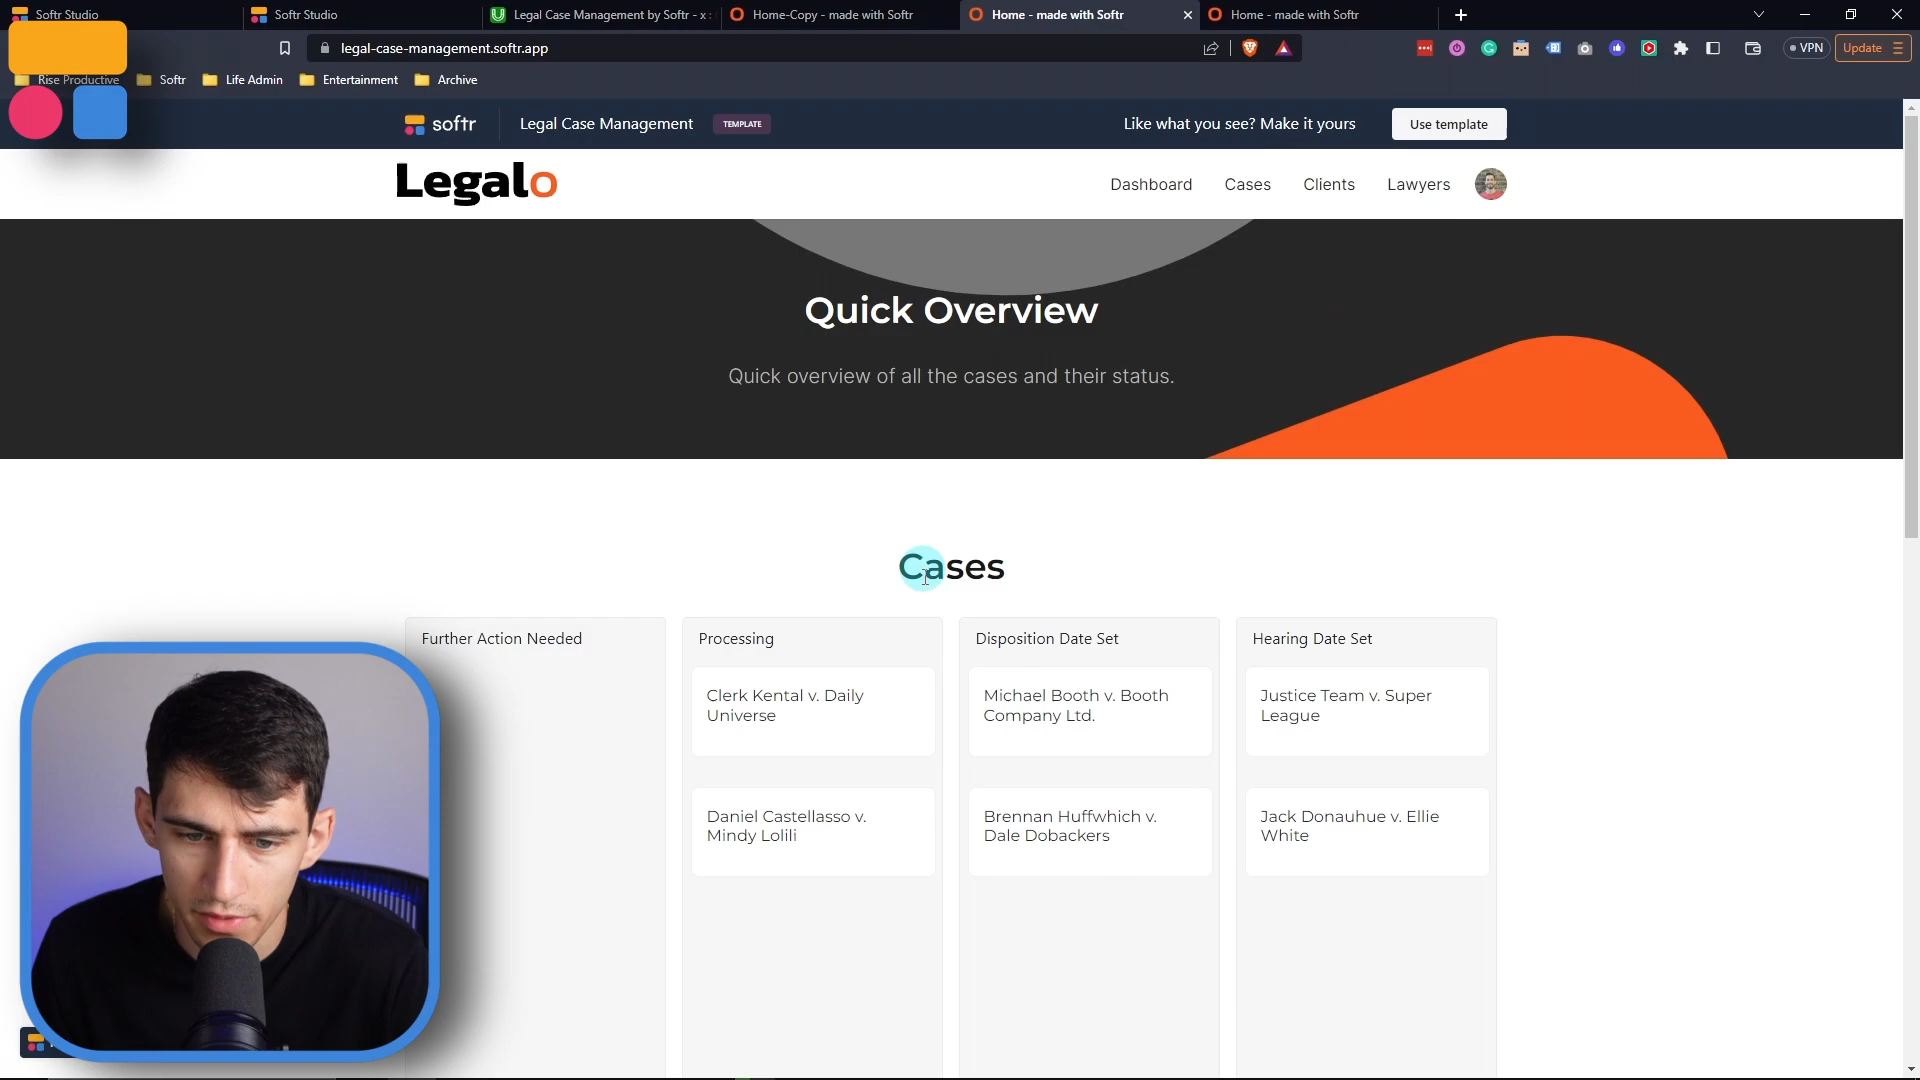 Softr Studio
Softr Studio
Legal Case Management by Softr - x
Home-Copy - made with Softr
Home - made with Softr
Home - made with Softr
legal-case-management.softr.app
VPN
Update
Rise Productive
Softr
Life Admin
Entertainment
Archive
softr
Legal Case Management
TEMPLATE
Like what you see? Make it yours
Use template
Legalo
Dashboard
Cases
Clients
Lawyers
Quick Overview
Quick overview of all the cases and their status.
Cases
Further Action Needed
Processing
Clerk Kental v. Daily
Universe
Daniel Castellasso v.
Mindy Lolili
Disposition Date Set
Michael Booth v. Booth
Company Ltd.
Brennan Huffwhich v.
Dale Dobackers
Hearing Date Set
Justice Team v. Super
League
Jack Donauhue v. Ellie
White